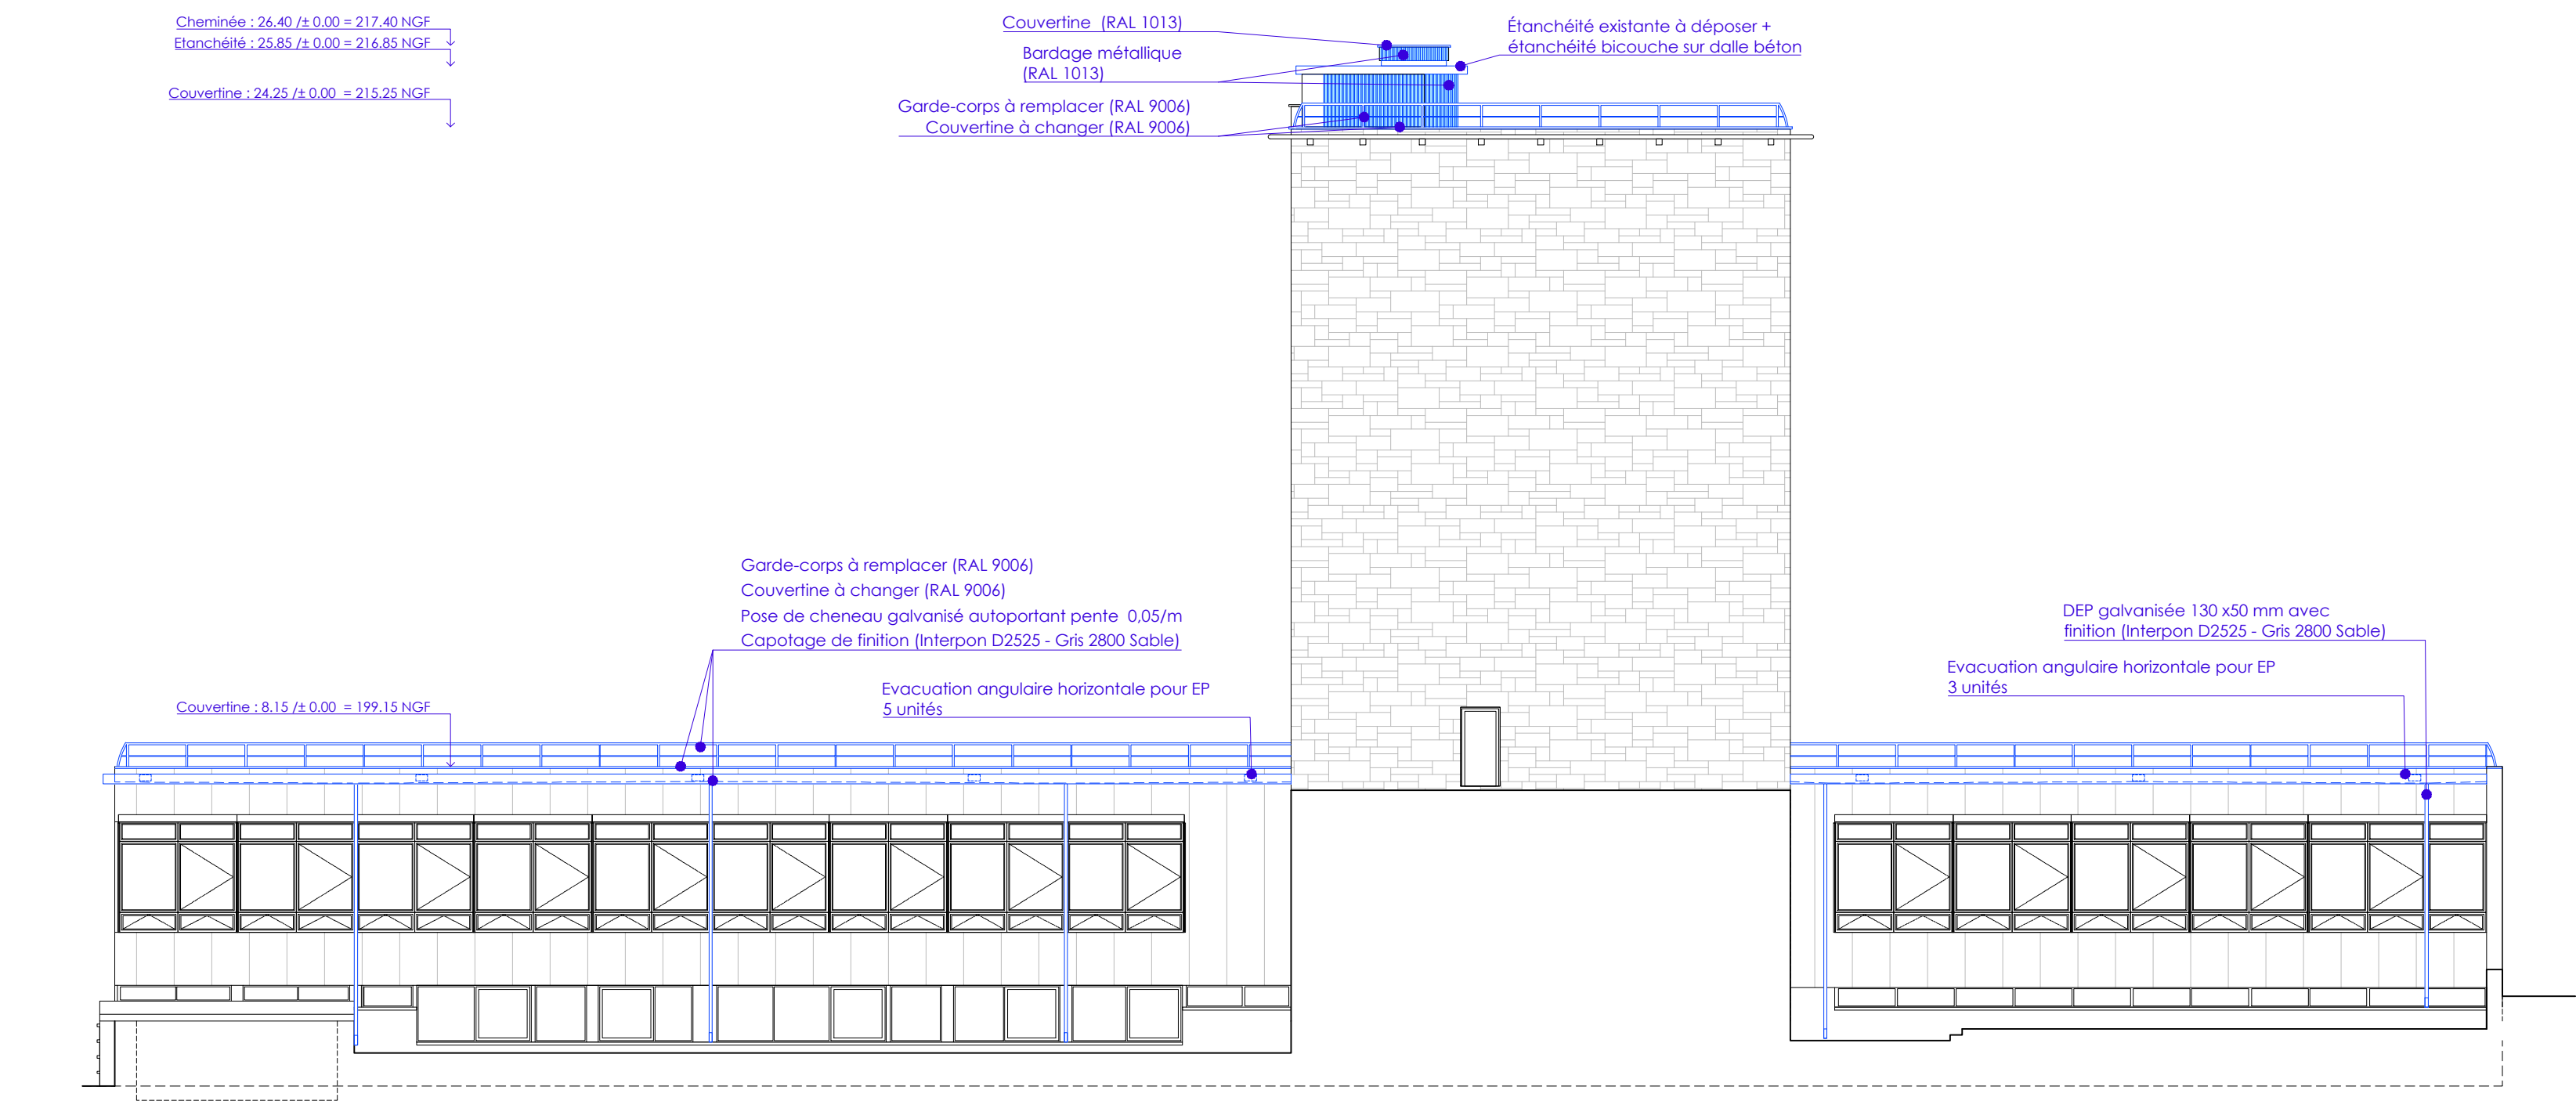 Cheminée : 26.40 /± 0.00 = 217.40 NGF
Etanchéité : 25.85 /± 0.00 = 216.85 NGF
Couvertine : 24.25 /± 0.00 = 215.25 NGF
Couvertine (RAL 1013)
Bardage métallique
(RAL 1013)
Étanchéité existante à déposer +
étanchéité bicouche sur dalle béton
Garde-corps à remplacer (RAL 9006)
Couvertine à changer (RAL 9006)
Garde-corps à remplacer (RAL 9006)
Couvertine à changer (RAL 9006)
Pose de cheneau galvanisé autoportant pente 0,05/m
Capotage de finition (Interpon D2525 - Gris 2800 Sable)
Evacuation angulaire horizontale pour EP
5 unités
Couvertine : 8.15 /± 0.00 = 199.15 NGF
DEP galvanisée 130 x50 mm avec
finition (Interpon D2525 - Gris 2800 Sable)
Evacuation angulaire horizontale pour EP
3 unités